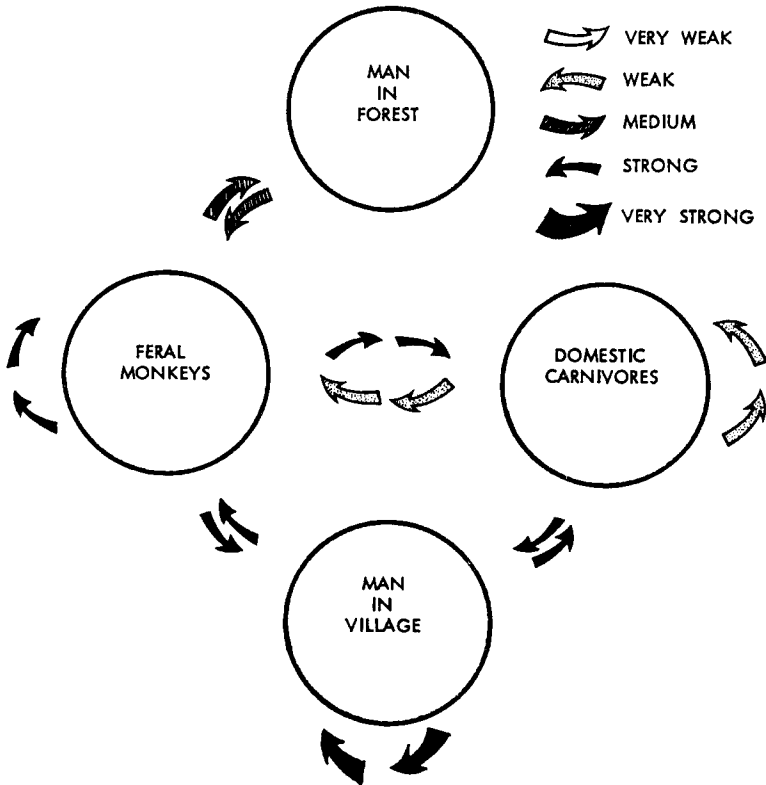 MAN
IN
FOREST
VERY WEAK
WEAK
MEDIUM
STRONG
VERY STRONG
FERAL
MONKEYS
DOMESTIC
CARNIVORES
MAN
IN
VILLAGE